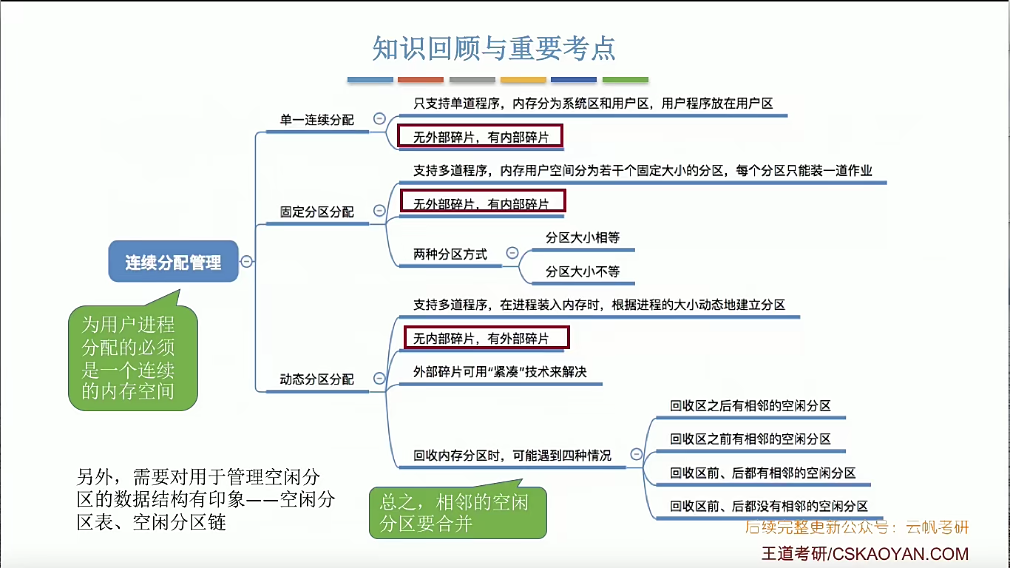 知识回顾与重要考点
连续分配管理
为用户进程
分配的必须
是一个连续
的内存空间
单一连续分配
只支持单道程序，内存分为系统区和用户区，用户程序放在用户区
无外部碎片，有内部碎片
固定分区分配
支持多道程序，内存用户空间分为若干个固定大小的分区，每个分区只能装一道作业
无外部碎片，有内部碎片
两种分区方式
分区大小相等
分区大小不等
动态分区分配
支持多道程序，在进程装入内存时，根据进程的大小动态地建立分区
无内部碎片，有外部碎片
外部碎片可用“紧凑”技术来解决
回收内存分区时，可能遇到四种情况
回收区之后有相邻的空闲分区
回收区之前有相邻的空闲分区
回收区前、后都有相邻的空闲分区
回收区前、后都没有相邻的空闲分区
总之，相邻的空闲
分区要合并
另外，需要对用于管理空闲分
区的数据结构有印象——空闲分
区表、空闲分区链
后续完整更新公众号：云帆考研
王道考研/CSKAOYAN.COM